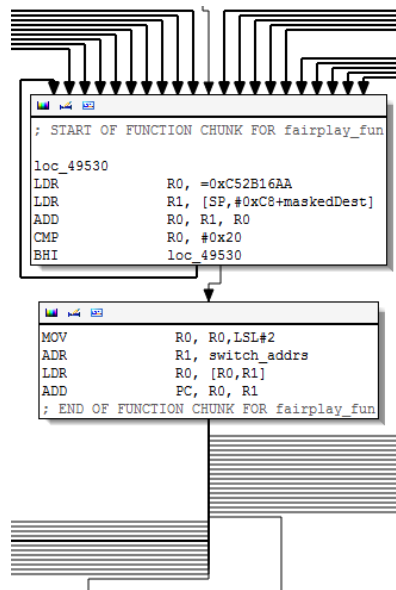 ; START OF FUNCTION CHUNK FOR fairplay_fun
loc_49530
LDR R0, =0xC52B16AA
LDR R1, [SP,#0xC8+maskedDest]
ADD R0, R1, R0
CMP R0, #0x20
BHI loc_49530
MOV R0, R0,LSL#2
ADR R1, switch_addrs
LDR R0, [R0,R1]
ADD PC, R0, R1
; END OF FUNCTION CHUNK FOR fairplay_fun